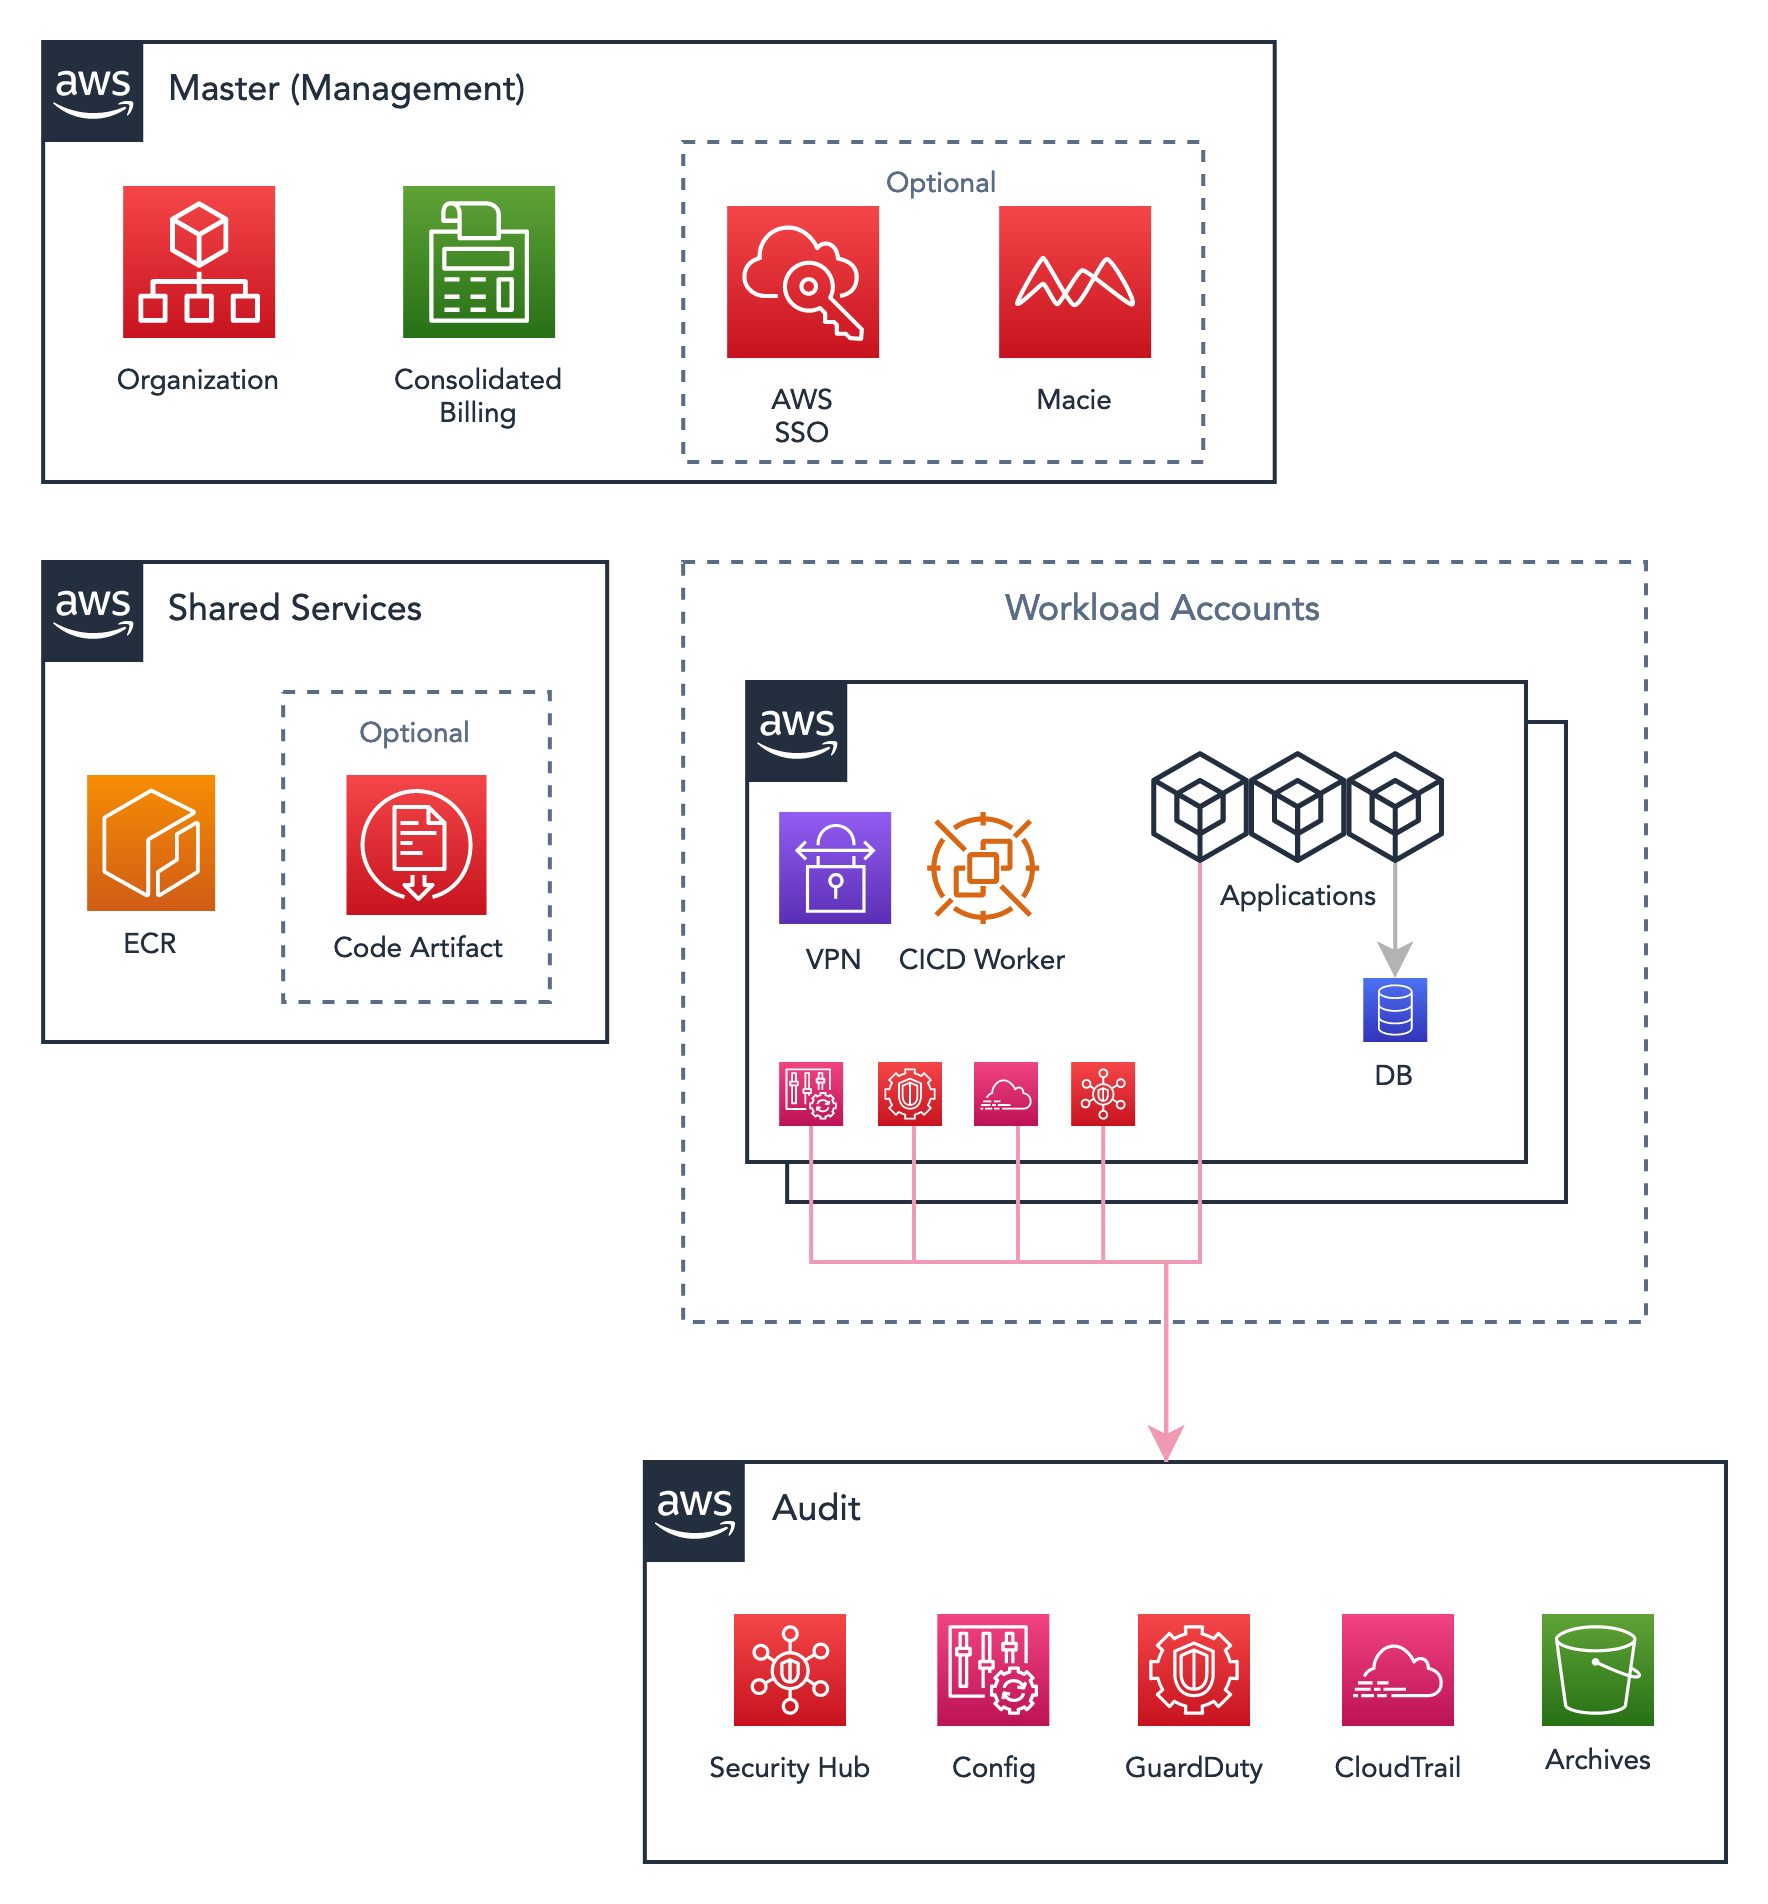 aws
Master (Management)
Optional
Organization
Consolidated
Billing
AWS
SSO
Macie
aws
Shared Services
Optional
ECR
Code Artifact
Workload Accounts
aws
VPN
CICD Worker
Applications
DB
aws
Audit
Security Hub
Config
GuardDuty
CloudTrail
Archives